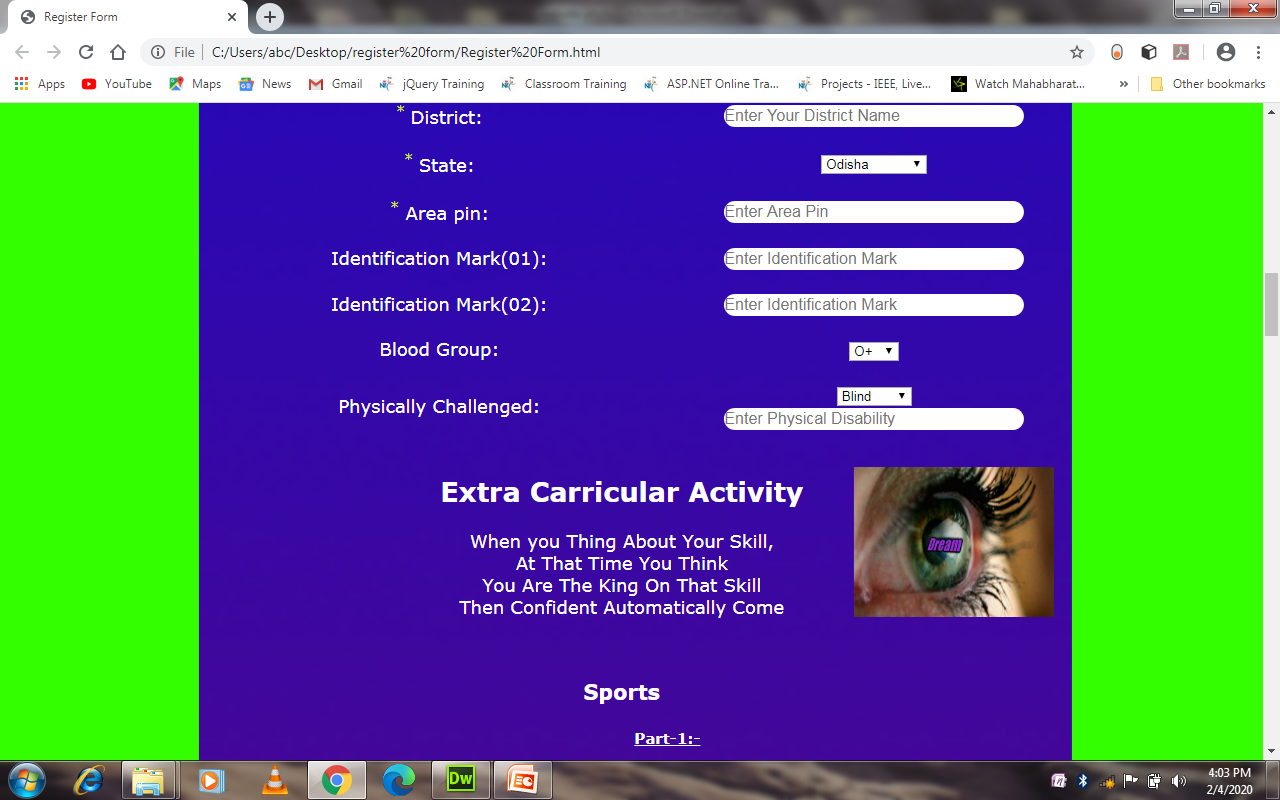 Register Form
File
C:/Users/abc/Desktop/register%20form/Register%20Form.html
Apps
YouTube
Maps
News
Gmail
jQuery Training
Classroom Training
ASP.NET Online Tra...
Projects - IEEE, Live...
Watch Mahabharat...
»
Other bookmarks
* District:
Enter Your District Name
* State:
Odisha
* Area pin:
Enter Area Pin
Identification Mark(01):
Enter Identification Mark
Identification Mark(02):
Enter Identification Mark
Blood Group:
O+
Physically Challenged:
Blind
Enter Physical Disability
Extra Carricular Activity
When you Thing About Your Skill,
At That Time You Think
You Are The King On That Skill
Then Confident Automatically Come
Dream
Sports
Part-1:-
Dw
4:03 PM
2/4/2020